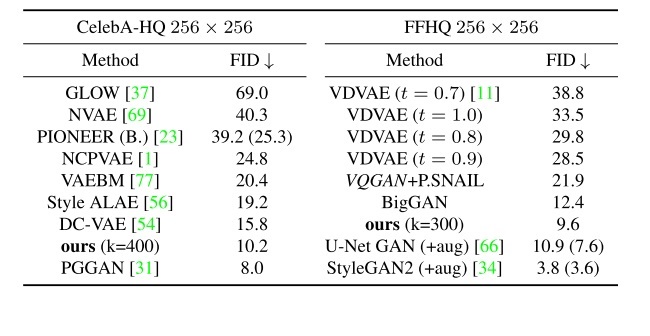 CelebA-HQ 256 × 256 FFHQ 256 × 256
Method FID ↓ Method FID ↓
GLOW [37] 69.0 VDVAE (t = 0.7) [11] 38.8
NVAE [69] 40.3 VDVAE (t = 1.0) 33.5
PIONEER (B.) [23] 39.2 (25.3) VDVAE (t = 0.8) 29.8
NCPVAE [1] 24.8 VDVAE (t = 0.9) 28.5
VAEBM [77] 20.4 VQGAN+P.SNAIL 21.9
Style ALAE [56] 19.2 BigGAN 12.4
DC-VAE [54] 15.8 ours (k=300) 9.6
ours (k=400) 10.2 U-Net GAN (+aug) [66] 10.9 (7.6)
PGGAN [31] 8.0 StyleGAN2 (+aug) [34] 3.8 (3.6)